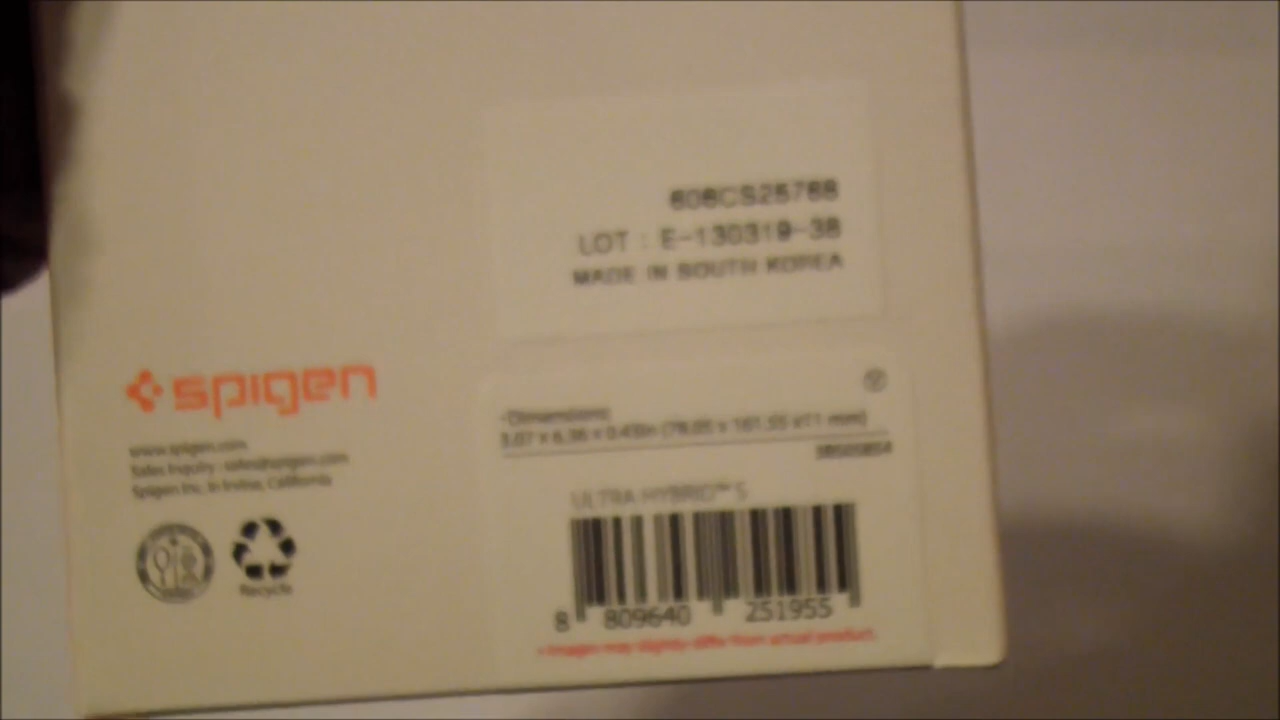 606CS25768
LOT : E-130319-38
MADE IN SOUTH KOREA
spigen
www.spigen.com
Sales Inquiry : sales@spigen.com
Spigen Inc. in Irvine, California
Recycle
•Dimensions
3.07 x 6.36 x 0.43in (78.05 x 161.55 x11 mm)
ULTRA HYBRID™ S
8 809640 251955
• Images may slightly differ from actual product.